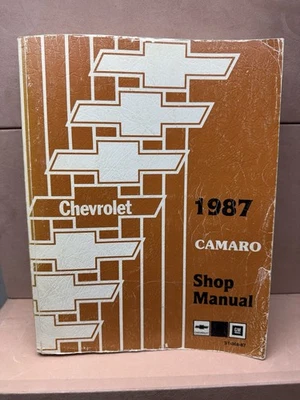 Chevrolet
1987
CAMARO
Shop
Manual